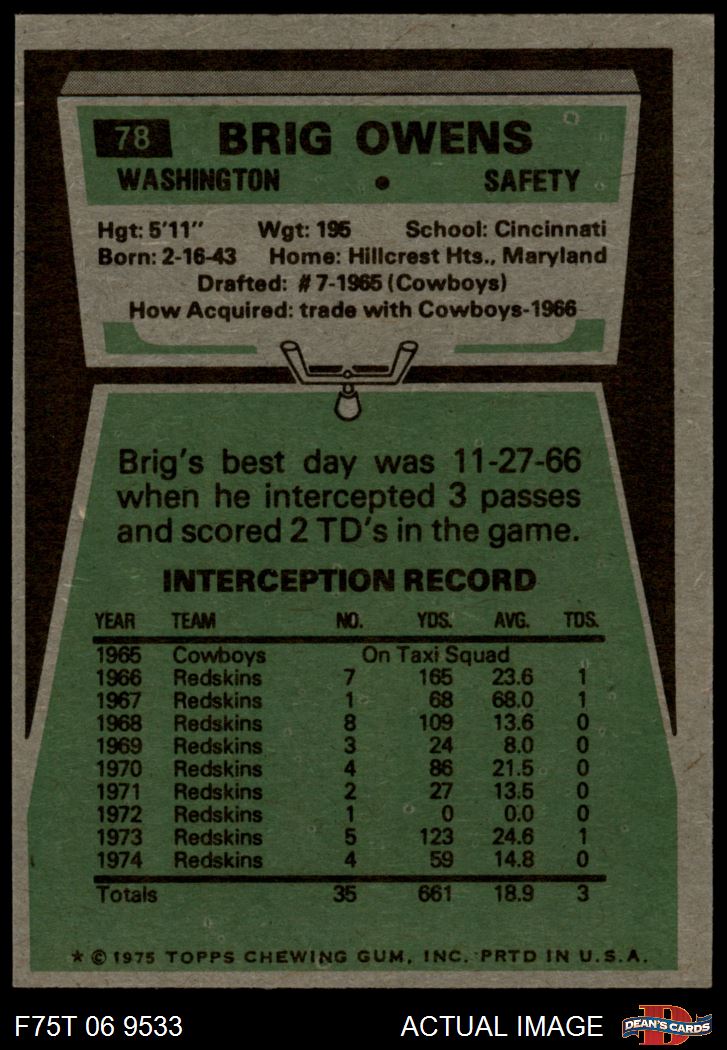 78 BRIG OWENS
WASHINGTON • SAFETY
Hgt: 5'11" Wgt: 195 School: Cincinnati
Born: 2-16-43 Home: Hillcrest Hts., Maryland
Drafted: #7-1965 (Cowboys)
How Acquired: trade with Cowboys-1966
Brig's best day was 11-27-66
when he intercepted 3 passes
and scored 2 TD's in the game.
INTERCEPTION RECORD
YEAR TEAM NO. YDS. AVG. TDS.
1965 Cowboys On Taxi Squad
1966 Redskins 7 165 23.6 1
1967 Redskins 1 68 68.0 1
1968 Redskins 8 109 13.6 0
1969 Redskins 3 24 8.0 0
1970 Redskins 4 86 21.5 0
1971 Redskins 2 27 13.5 0
1972 Redskins 1 0 0.0 0
1973 Redskins 5 123 24.6 1
1974 Redskins 4 59 14.8 0
Totals 35 661 18.9 3
★ © 1975 TOPPS CHEWING GUM, INC. PRTD IN U.S.A.
F75T 06 9533 ACTUAL IMAGE D DEAN'S CARDS